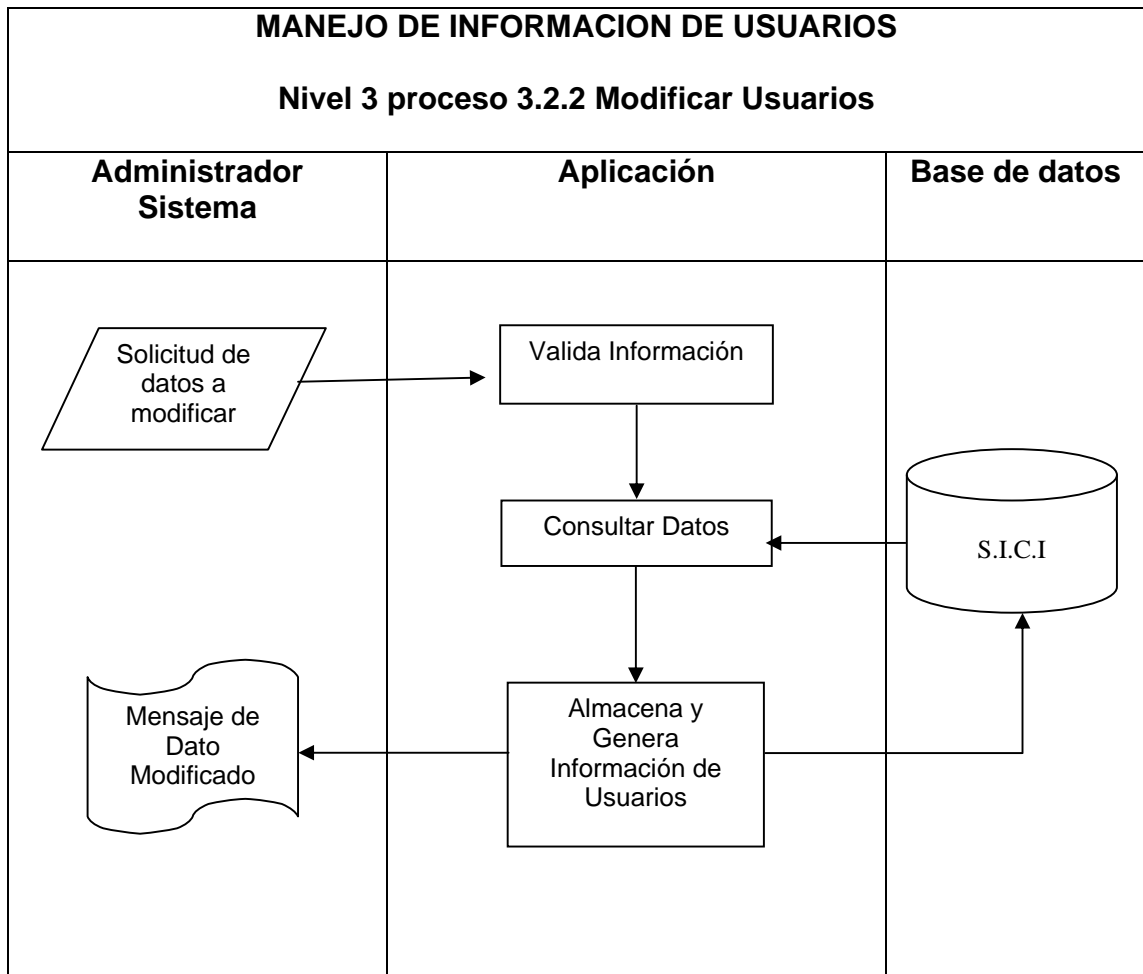 MANEJO DE INFORMACION DE USUARIOS
Nivel 3 proceso 3.2.2 Modificar Usuarios
Administrador
Sistema
Aplicación
Base de datos
Solicitud de
datos a
modificar
Valida Información
Consultar Datos
S.I.C.I
Mensaje de
Dato
Modificado
Almacena y
Genera
Información de
Usuarios